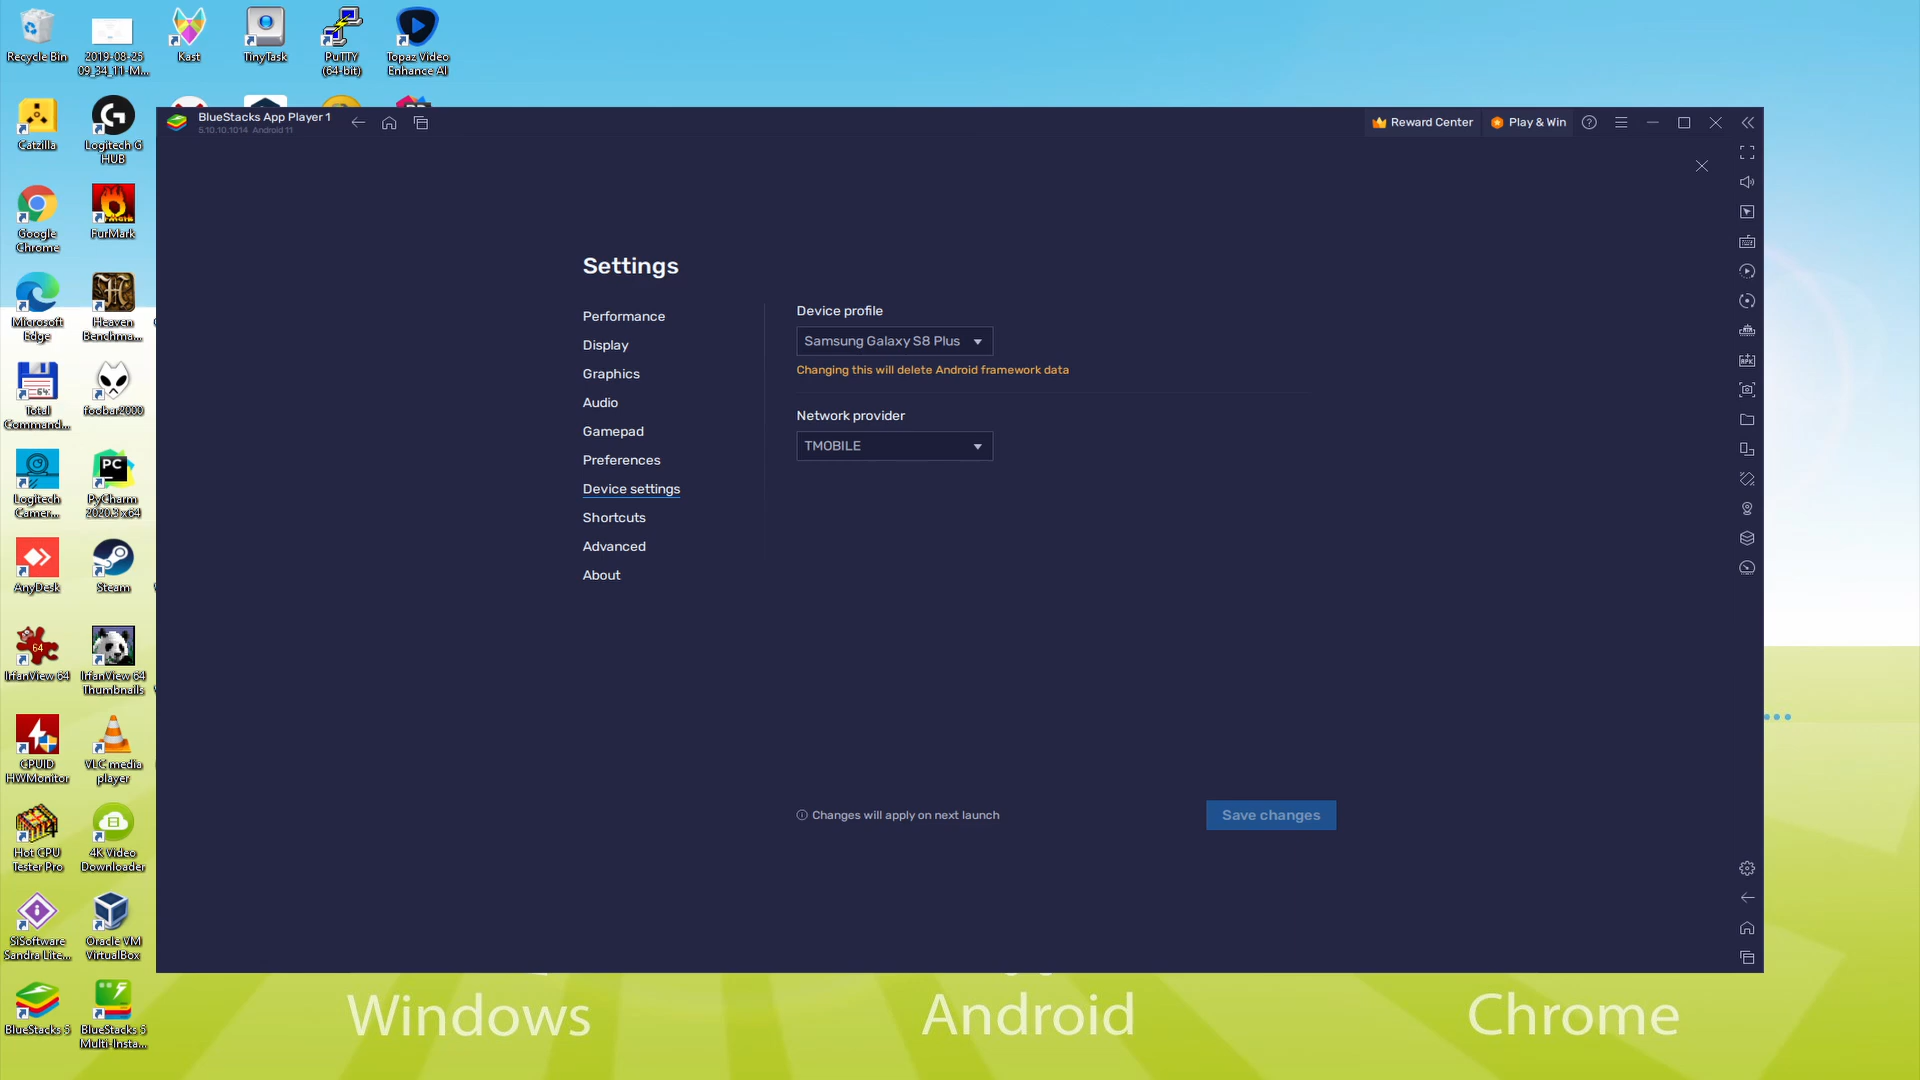 Recycle Bin
2019-08-25
09_34_11-M...
Kast
TinyTask
PuTTY
(64-bit)
Topaz Video
Enhance AI
Catzilla
Logitech G
HUB
Google
Chrome
FurMark
Microsoft
Edge
Heaven
Benchma...
64
Total
Command...
foobar2000
Logitech
Camer...
PC
PyCharm
2020.3 x64
AnyDesk
Steam
64
IrfanView 64
IrfanView 64
Thumbnails
CPUID
HWMonitor
VLC media
player
4
Hot CPU
Tester Pro
4K Video
Downloader
SiSoftware
Sandra Lite...
Oracle VM
VirtualBox
BlueStacks 5
BlueStacks 5
Multi-Insta...
BlueStacks App Player 1
5.10.10.1014 Android 11
Reward Center
Play & Win
Settings
Performance
Display
Graphics
Audio
Gamepad
Preferences
Device settings
Shortcuts
Advanced
About
Device profile
Samsung Galaxy S8 Plus
Changing this will delete Android framework data
Network provider
TMOBILE
Changes will apply on next launch
Save changes
Windows
Android
Chrome